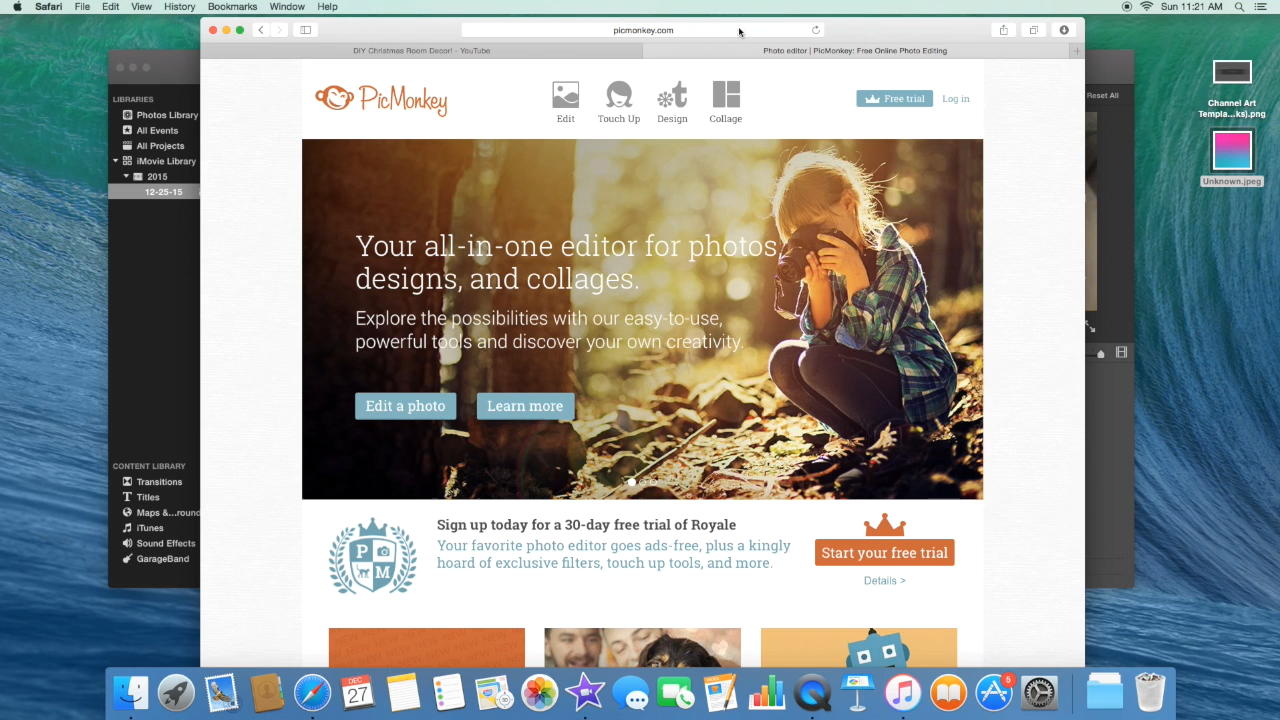 Safari File Edit View History Bookmarks Window Help
Sun 11:21 AM
picmonkey.com
DIY Christmas Room Decor! - YouTube
Photo editor | PicMonkey: Free Online Photo Editing
LIBRARIES
Photos Library
All Events
All Projects
iMovie Library
2015
12-25-15
CONTENT LIBRARY
Transitions
Titles
Maps &...round
iTunes
Sound Effects
GarageBand
PicMonkey
Edit
Touch Up
Design
Collage
Free trial
Log in
Your all-in-one editor for photos,
designs, and collages.
Explore the possibilities with our easy-to-use,
powerful tools and discover your own creativity.
Edit a photo
Learn more
P
M
Sign up today for a 30-day free trial of Royale
Your favorite photo editor goes ads-free, plus a kingly
hoard of exclusive filters, touch up tools, and more.
Start your free trial
Details >
Reset All
Channel Art
Templa...ks).png
Unknown.jpeg
DEC
27
5